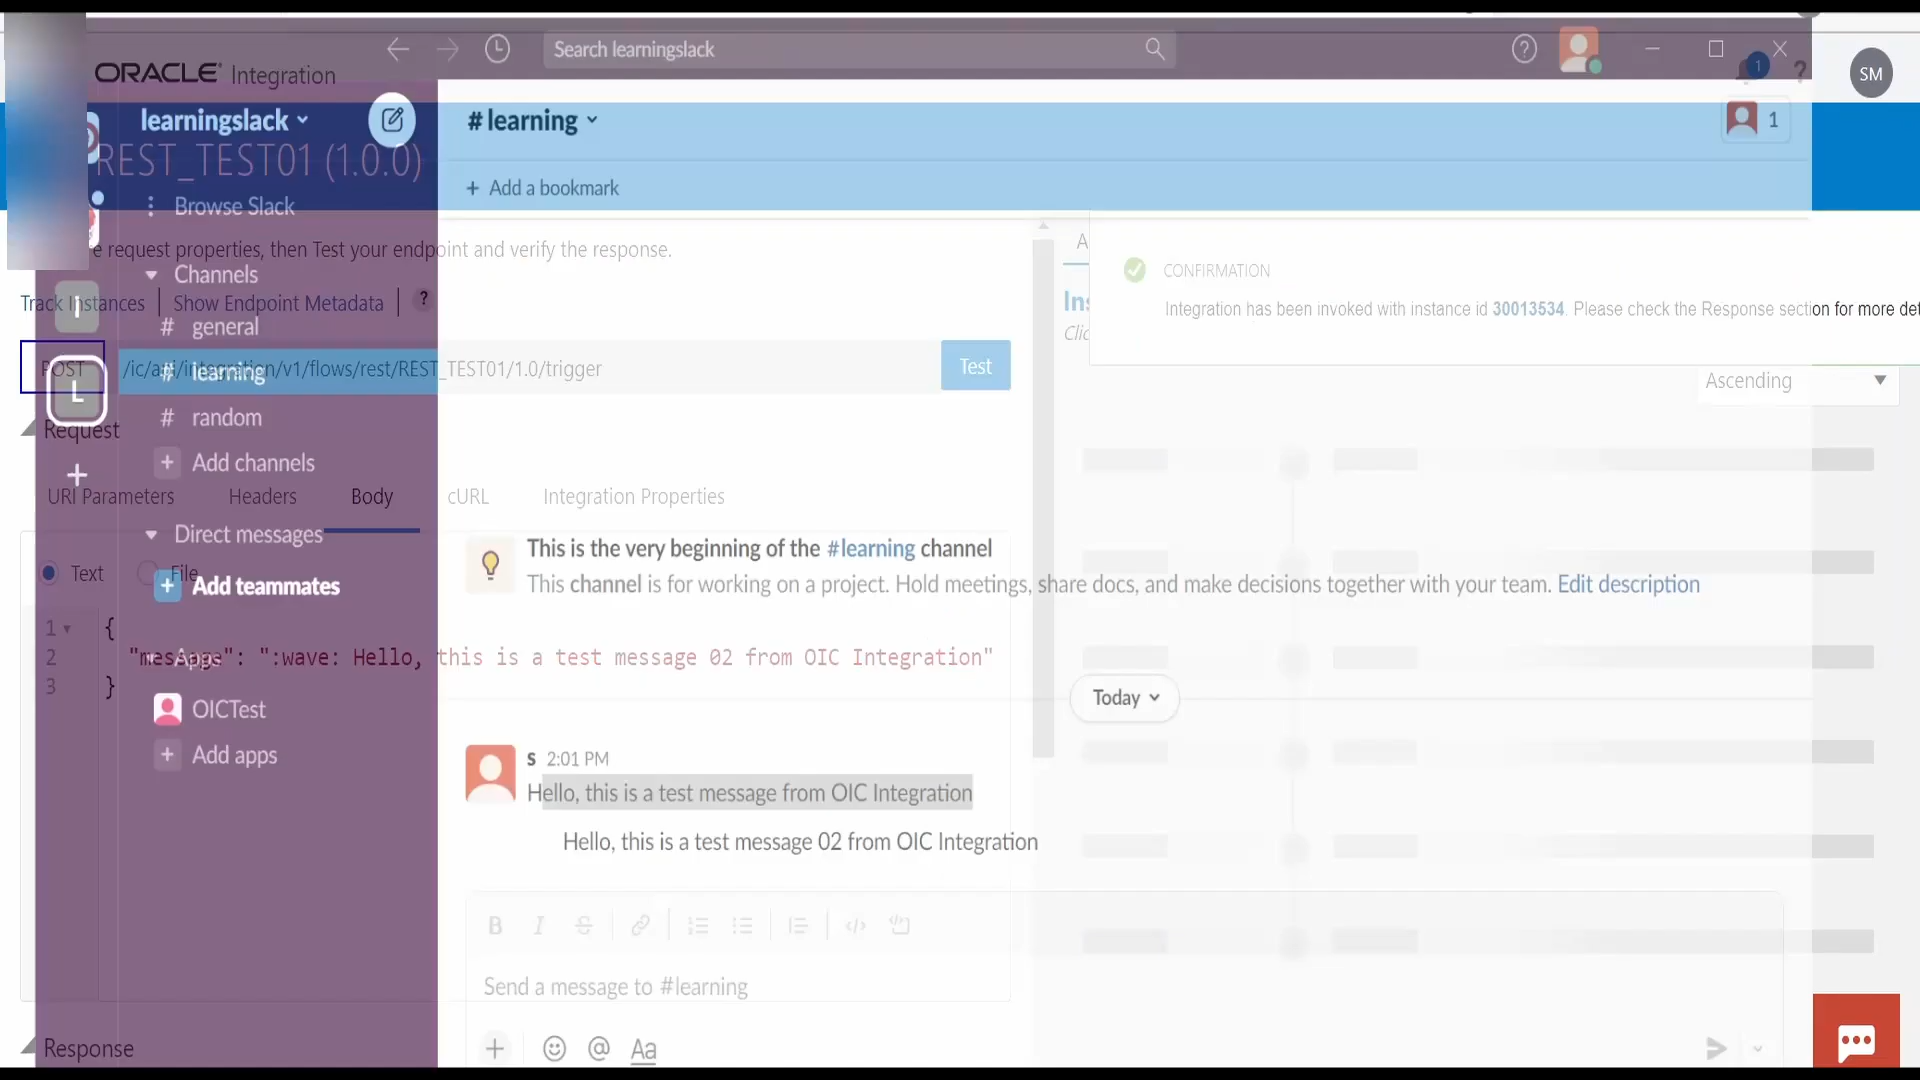 Search learningslack
ORACLE Integration
SM
1
?
learningslack
# learning
1
REST_TEST01 (1.0.0)
+ Add a bookmark
Browse Slack
e request properties, then Test your endpoint and verify the response.
A
CONFIRMATION
Channels
Track Instances
Show Endpoint Metadata
?
Ins
Integration has been invoked with instance id 30013534. Please check the Response section for more det
I
# general
Clic
POST
/ic/api/integration/v1/flows/rest/REST_TEST01/1.0/trigger
Test
# learning
Ascending
L
# random
Request
+ Add channels
+
URI Parameters
Headers
Body
cURL
Integration Properties
Direct messages
This is the very beginning of the #learning channel
Text
File
+ Add teammates
This channel is for working on a project. Hold meetings, share docs, and make decisions together with your team. Edit description
1 {
2 "message": ":wave: Hello, this is a test message 02 from OIC Integration"
Apps
3 }
Today
OICTest
+ Add apps
s 2:01 PM
Hello, this is a test message from OIC Integration
Hello, this is a test message 02 from OIC Integration
B I S
Send a message to #learning
Response
+ @ Aa